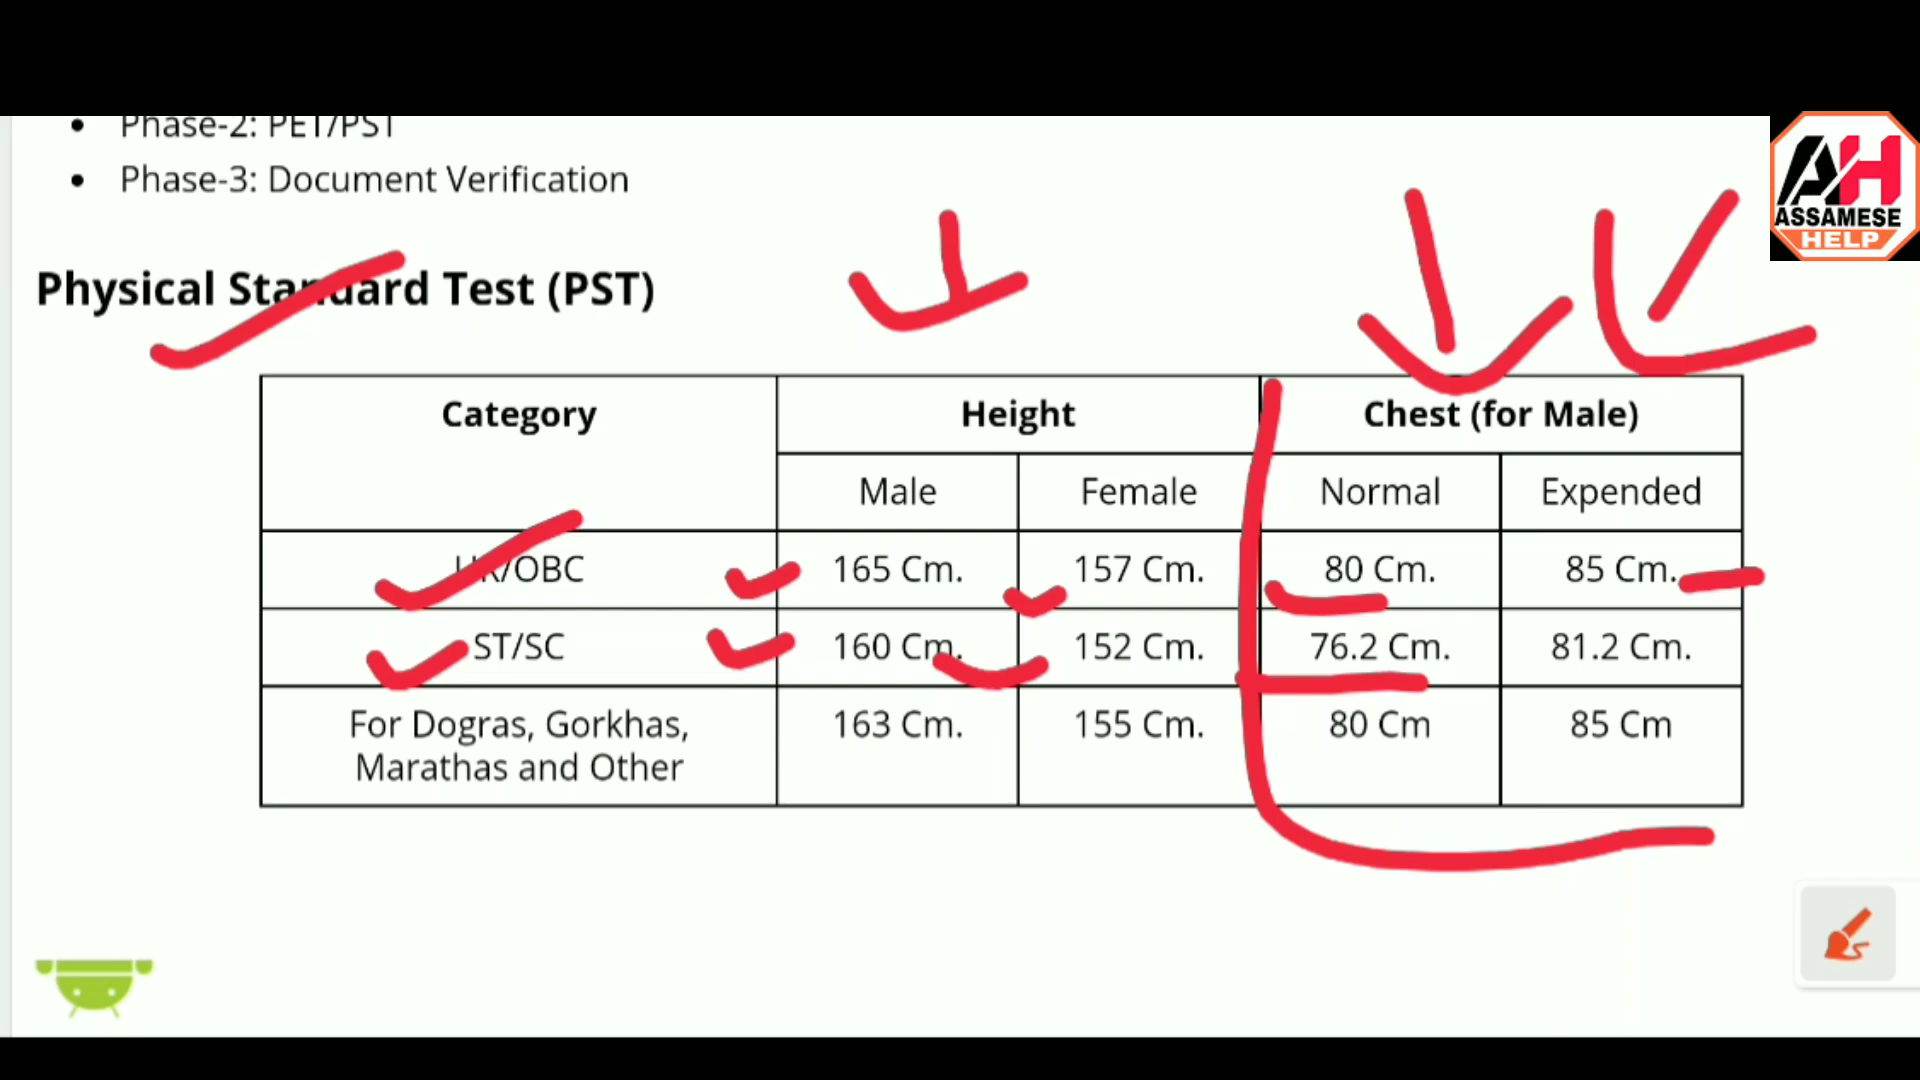 • Phase-2: PET/PST
• Phase-3: Document Verification
AH
ASSAMESE
HELP
Physical Standard Test (PST)
Category Height Chest (for Male)
Male Female Normal Expended
UR/OBC 165 Cm. 157 Cm. 80 Cm. 85 Cm.
ST/SC 160 Cm. 152 Cm. 76.2 Cm. 81.2 Cm.
For Dogras, Gorkhas, 163 Cm. 155 Cm. 80 Cm 85 Cm
Marathas and Other